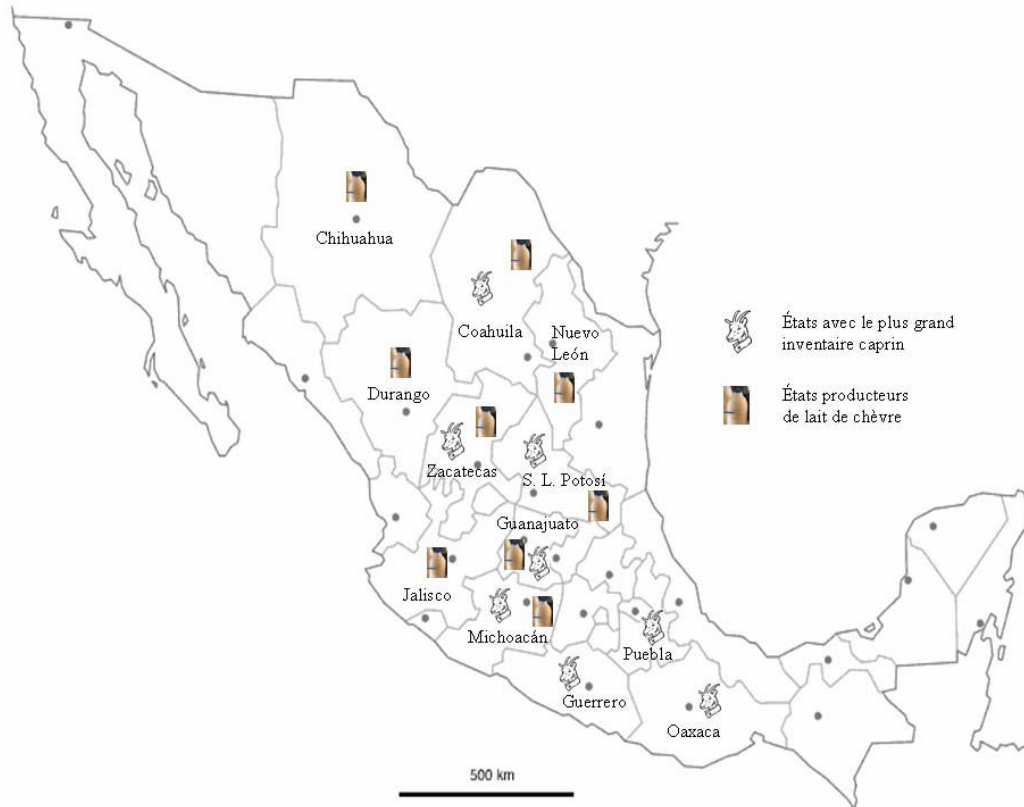 Chihuahua
Coahuila
Nuevo
León
Durango
Zacatecas
S. L. Potosí
Guanajuato
Jalisco
Michoacán
Puebla
Guerrero
Oaxaca
États avec le plus grand
inventaire caprin
États producteurs
de lait de chèvre
500 km